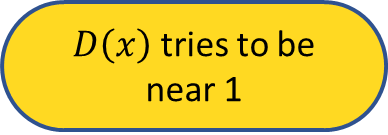 D(x) tries to be
near 1